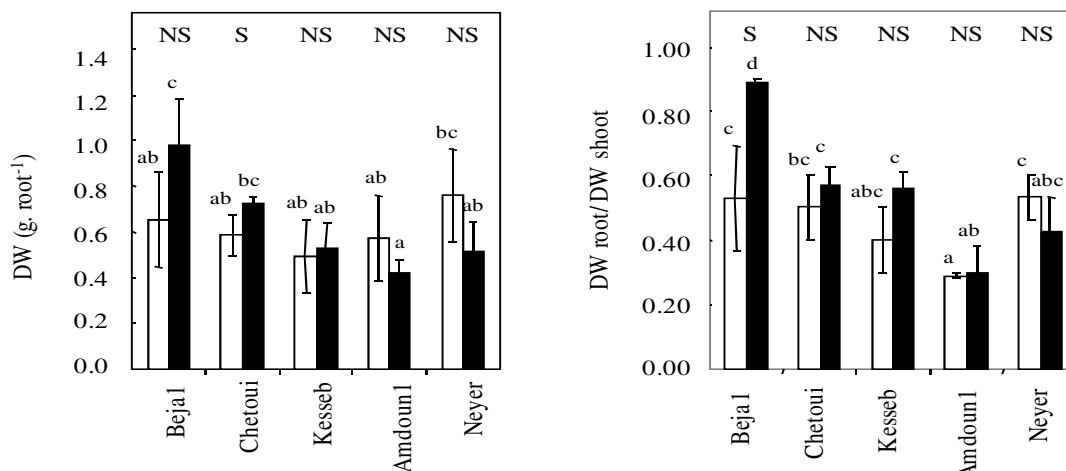 NS S NS NS NS
1.4
1.2
1.0
0.8
0.6
0.4
0.2
0.0
DW (g. root-1)
ab c
ab bc
ab ab
ab a
bc ab
Beja1
Chetoui
Kesseb
Amdoun1
Neyer
S NS NS NS NS
1.00
0.80
0.60
0.40
0.20
0.00
DW root/ DW shoot
c d
bc c
abc c
a ab
c abc
Beja1
Chetoui
Kesseb
Amdoun1
Neyer